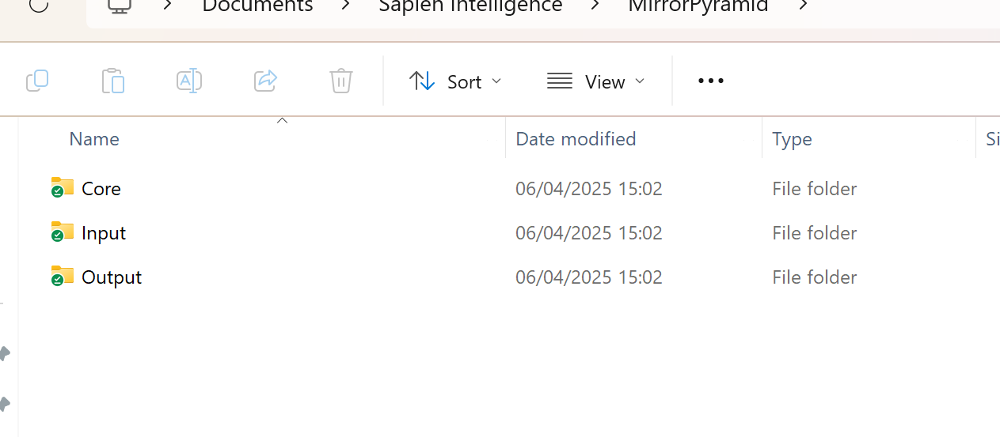 Documents > Sapien Intelligence > MirrorPyramid >
Sort View
Name Date modified Type Si
Core 06/04/2025 15:02 File folder
Input 06/04/2025 15:02 File folder
Output 06/04/2025 15:02 File folder